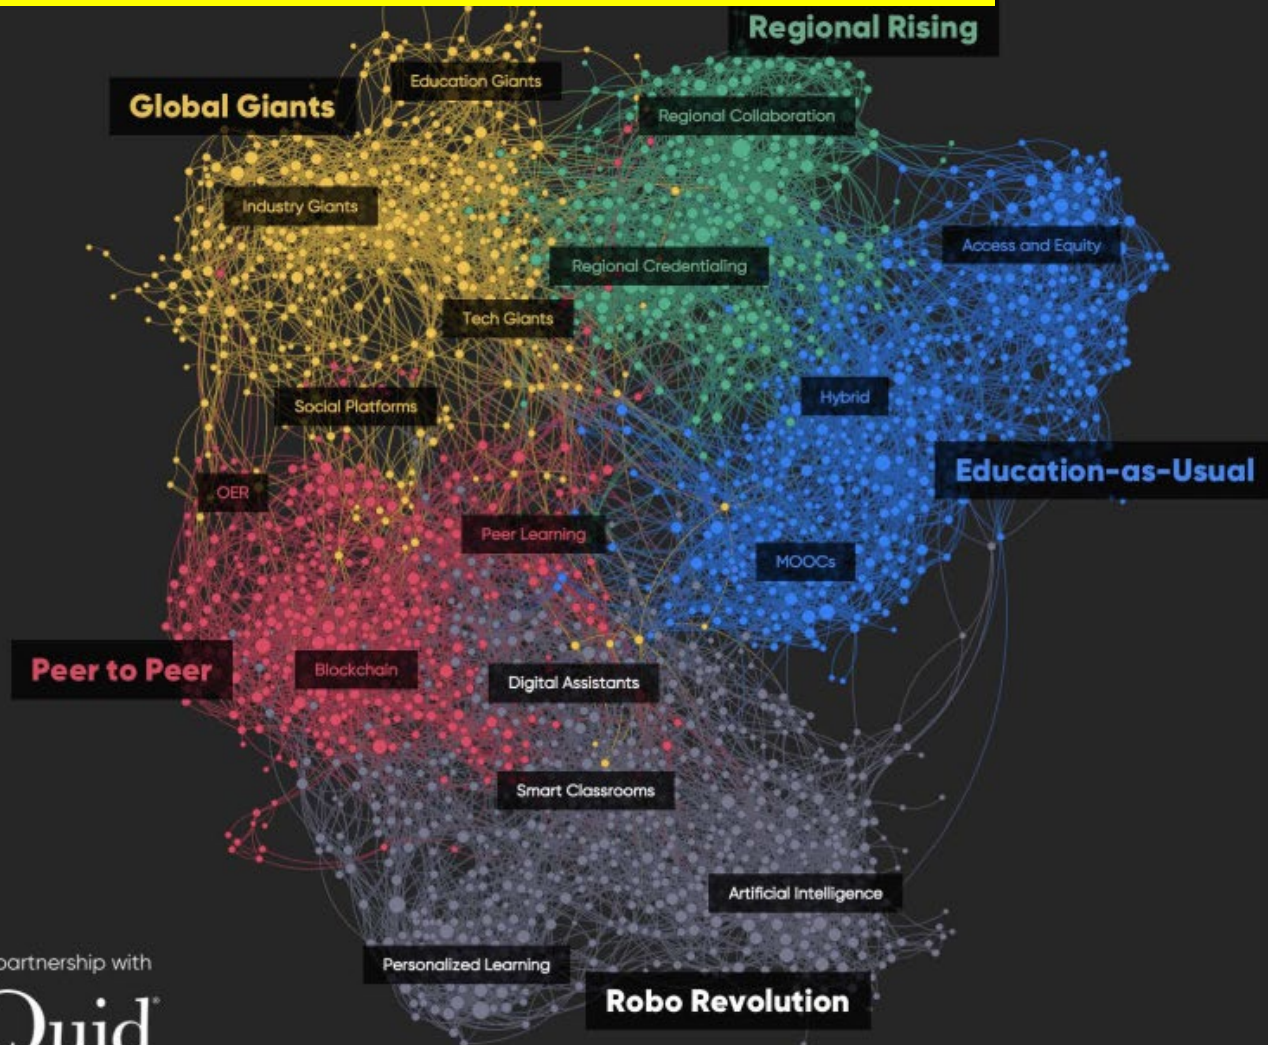 Regional Rising
Education Giants
Global Giants
Regional Collaboration
Industry Giants
Access and Equity
Regional Credentialing
Tech Giants
Hybrid
Social Platforms
Education-as-Usual
OER
Peer Learning
MOOCs
Peer to Peer
Blockchain
Digital Assistants
Smart Classrooms
Artificial Intelligence
partnership with
Personalized Learning
Robo Revolution
Quid